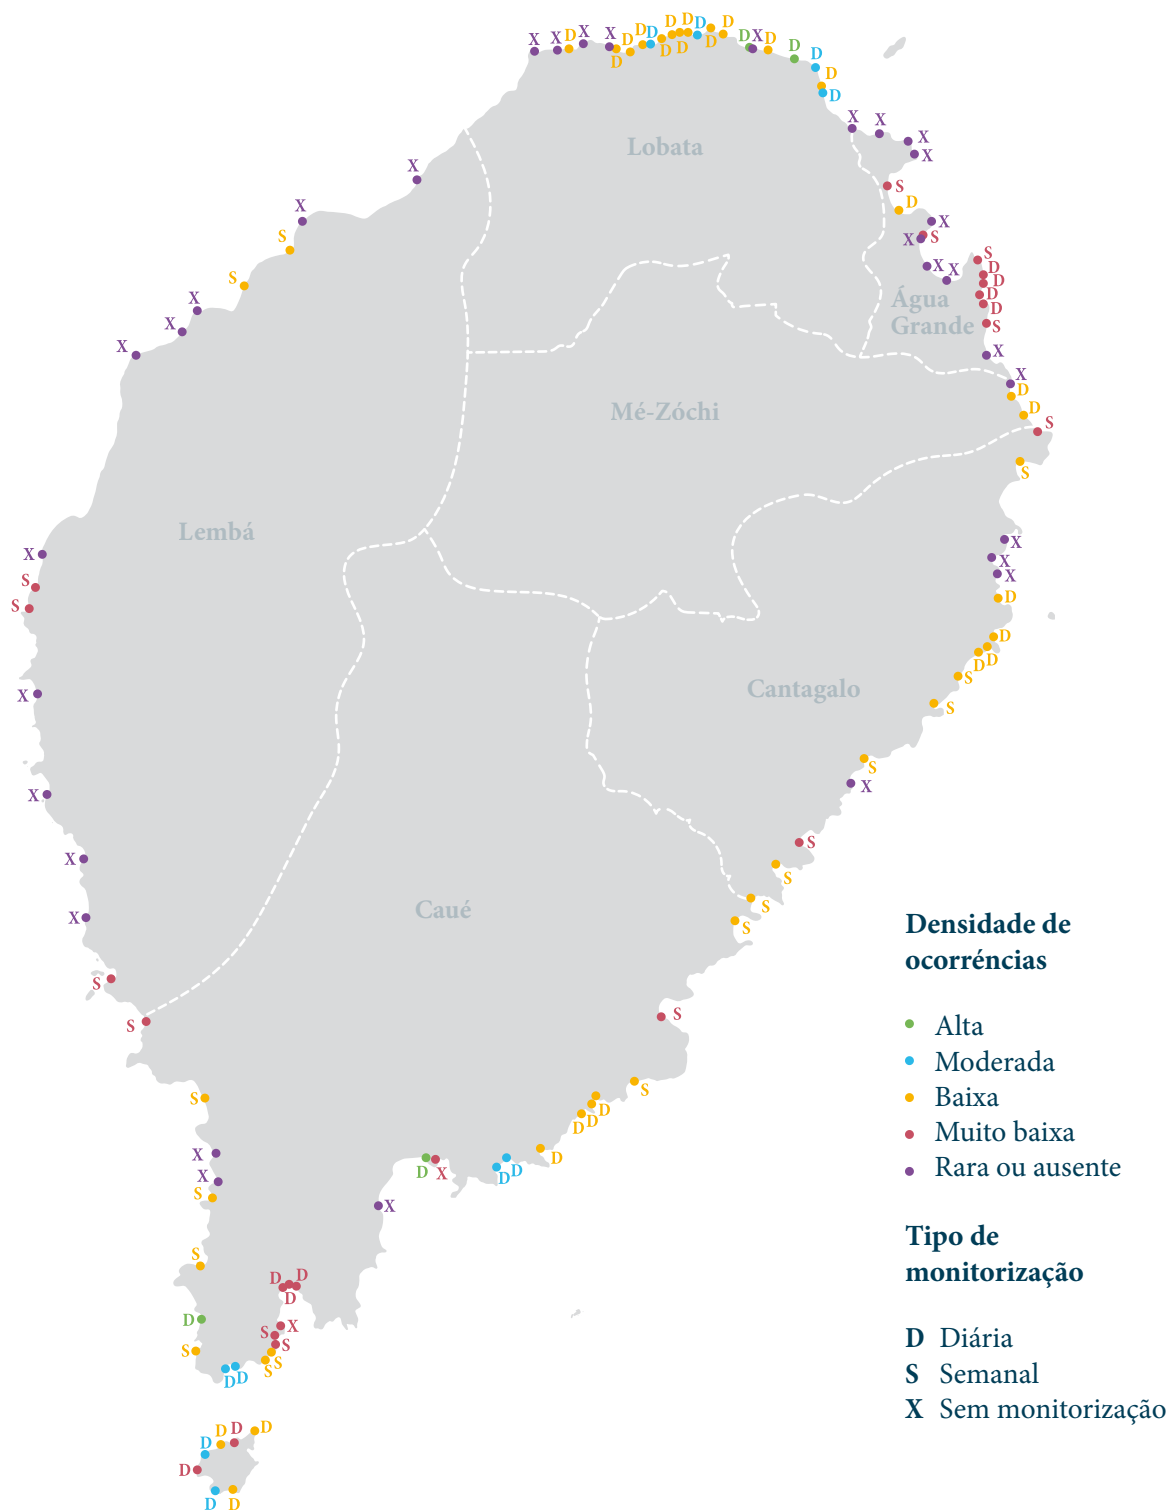 D D D D
X X D X X D D D D X D D
D D D D D
D
D
X
X
X
X
Lobata
X
X
S
D
X
X
X
S
S
X
S
S
X X
D
D
D
D
Água
Grande
X
X
S
X
X
X
D
D
Mé-Zóchi
S
S
Lembá
X
X
X
S
X
S
D
D
D D
S
Cantagalo
X
S
S
X
X
S
X
S
S
Caué
X
S
S
S
S
S
S
D
D
D
D
X
X
D X
D D
S
X
S
D D
D
D
X
S
S
S
S
S
D D
D D D
D
D
D D
Densidade de
ocorréncias
Alta
Moderada
Baixa
Muito baixa
Rara ou ausente
Tipo de
monitorização
D Diária
S Semanal
X Sem monitorização